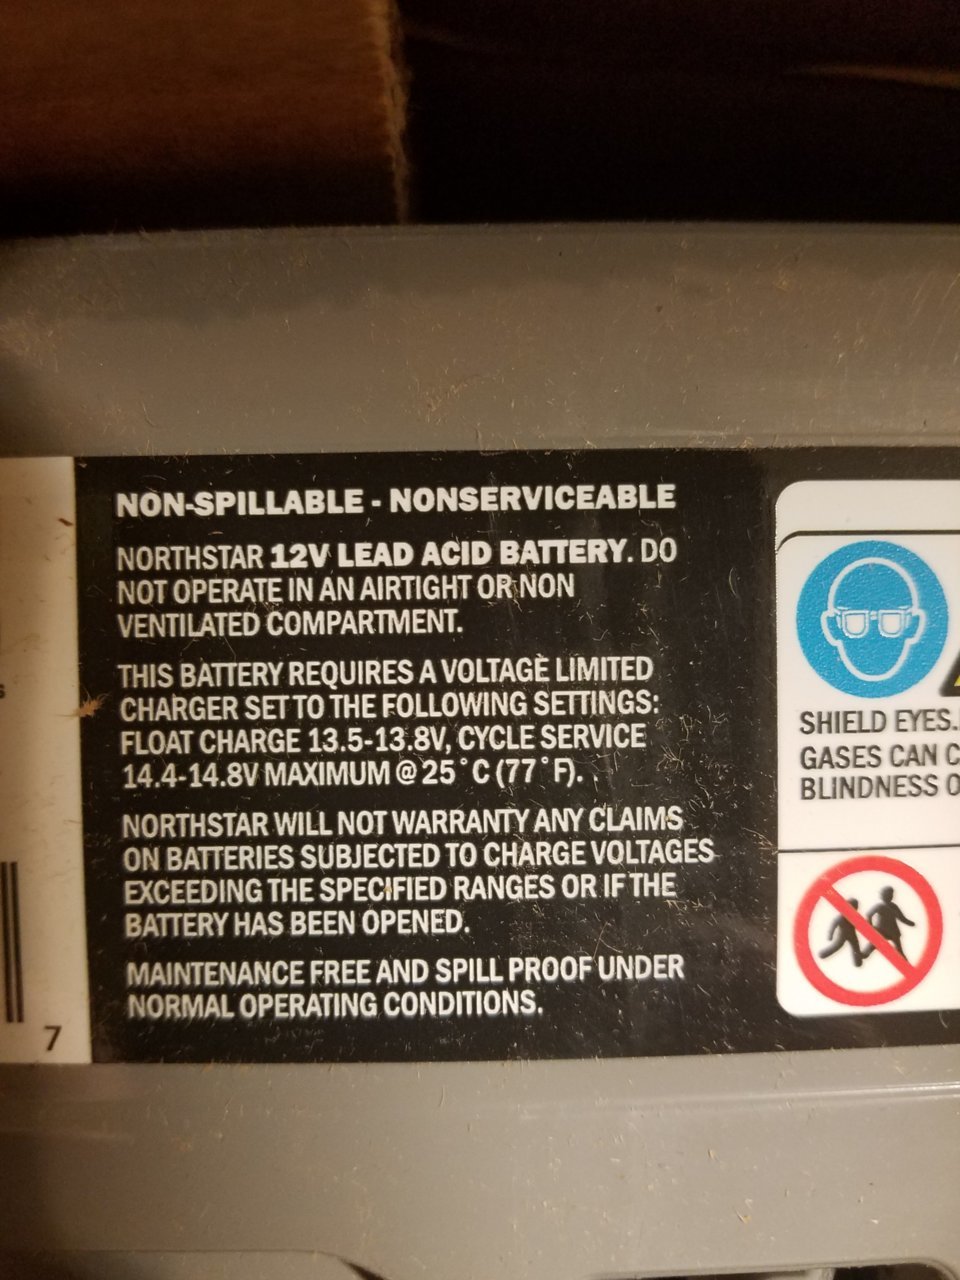 NON-SPILLABLE - NONSERVICEABLE
NORTHSTAR 12V LEAD ACID BATTERY. DO
NOT OPERATE IN AN AIRTIGHT OR NON
VENTILATED COMPARTMENT.
THIS BATTERY REQUIRES A VOLTAGE LIMITED
CHARGER SET TO THE FOLLOWING SETTINGS:
FLOAT CHARGE 13.5-13.8V, CYCLE SERVICE
14.4-14.8V MAXIMUM @ 25°C (77°F).
NORTHSTAR WILL NOT WARRANTY ANY CLAIMS
ON BATTERIES SUBJECTED TO CHARGE VOLTAGES
EXCEEDING THE SPECIFIED RANGES OR IF THE
BATTERY HAS BEEN OPENED.
MAINTENANCE FREE AND SPILL PROOF UNDER
NORMAL OPERATING CONDITIONS.
7
SHIELD EYES.
GASES CAN
BLINDNESS